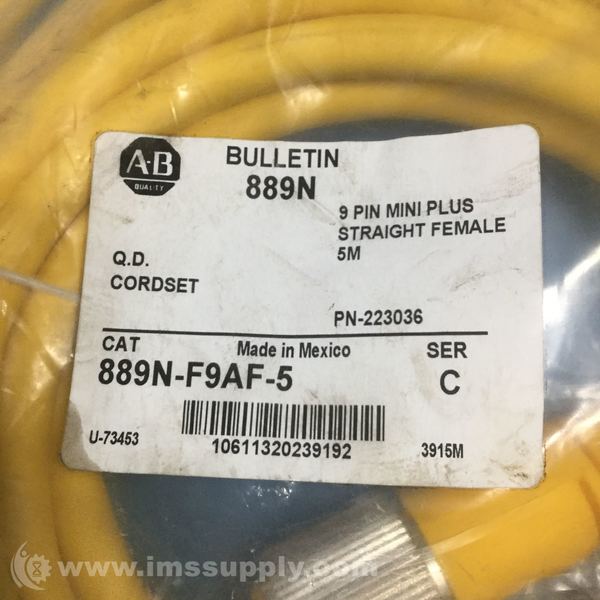 A-B
QUALITY
BULLETIN
889N
9 PIN MINI PLUS
STRAIGHT FEMALE
5M
Q.D.
CORDSET
PN-223036
CAT
Made in Mexico
SER
889N-F9AF-5
C
U-73453
10611320239192
3915M
www.imssupply.com